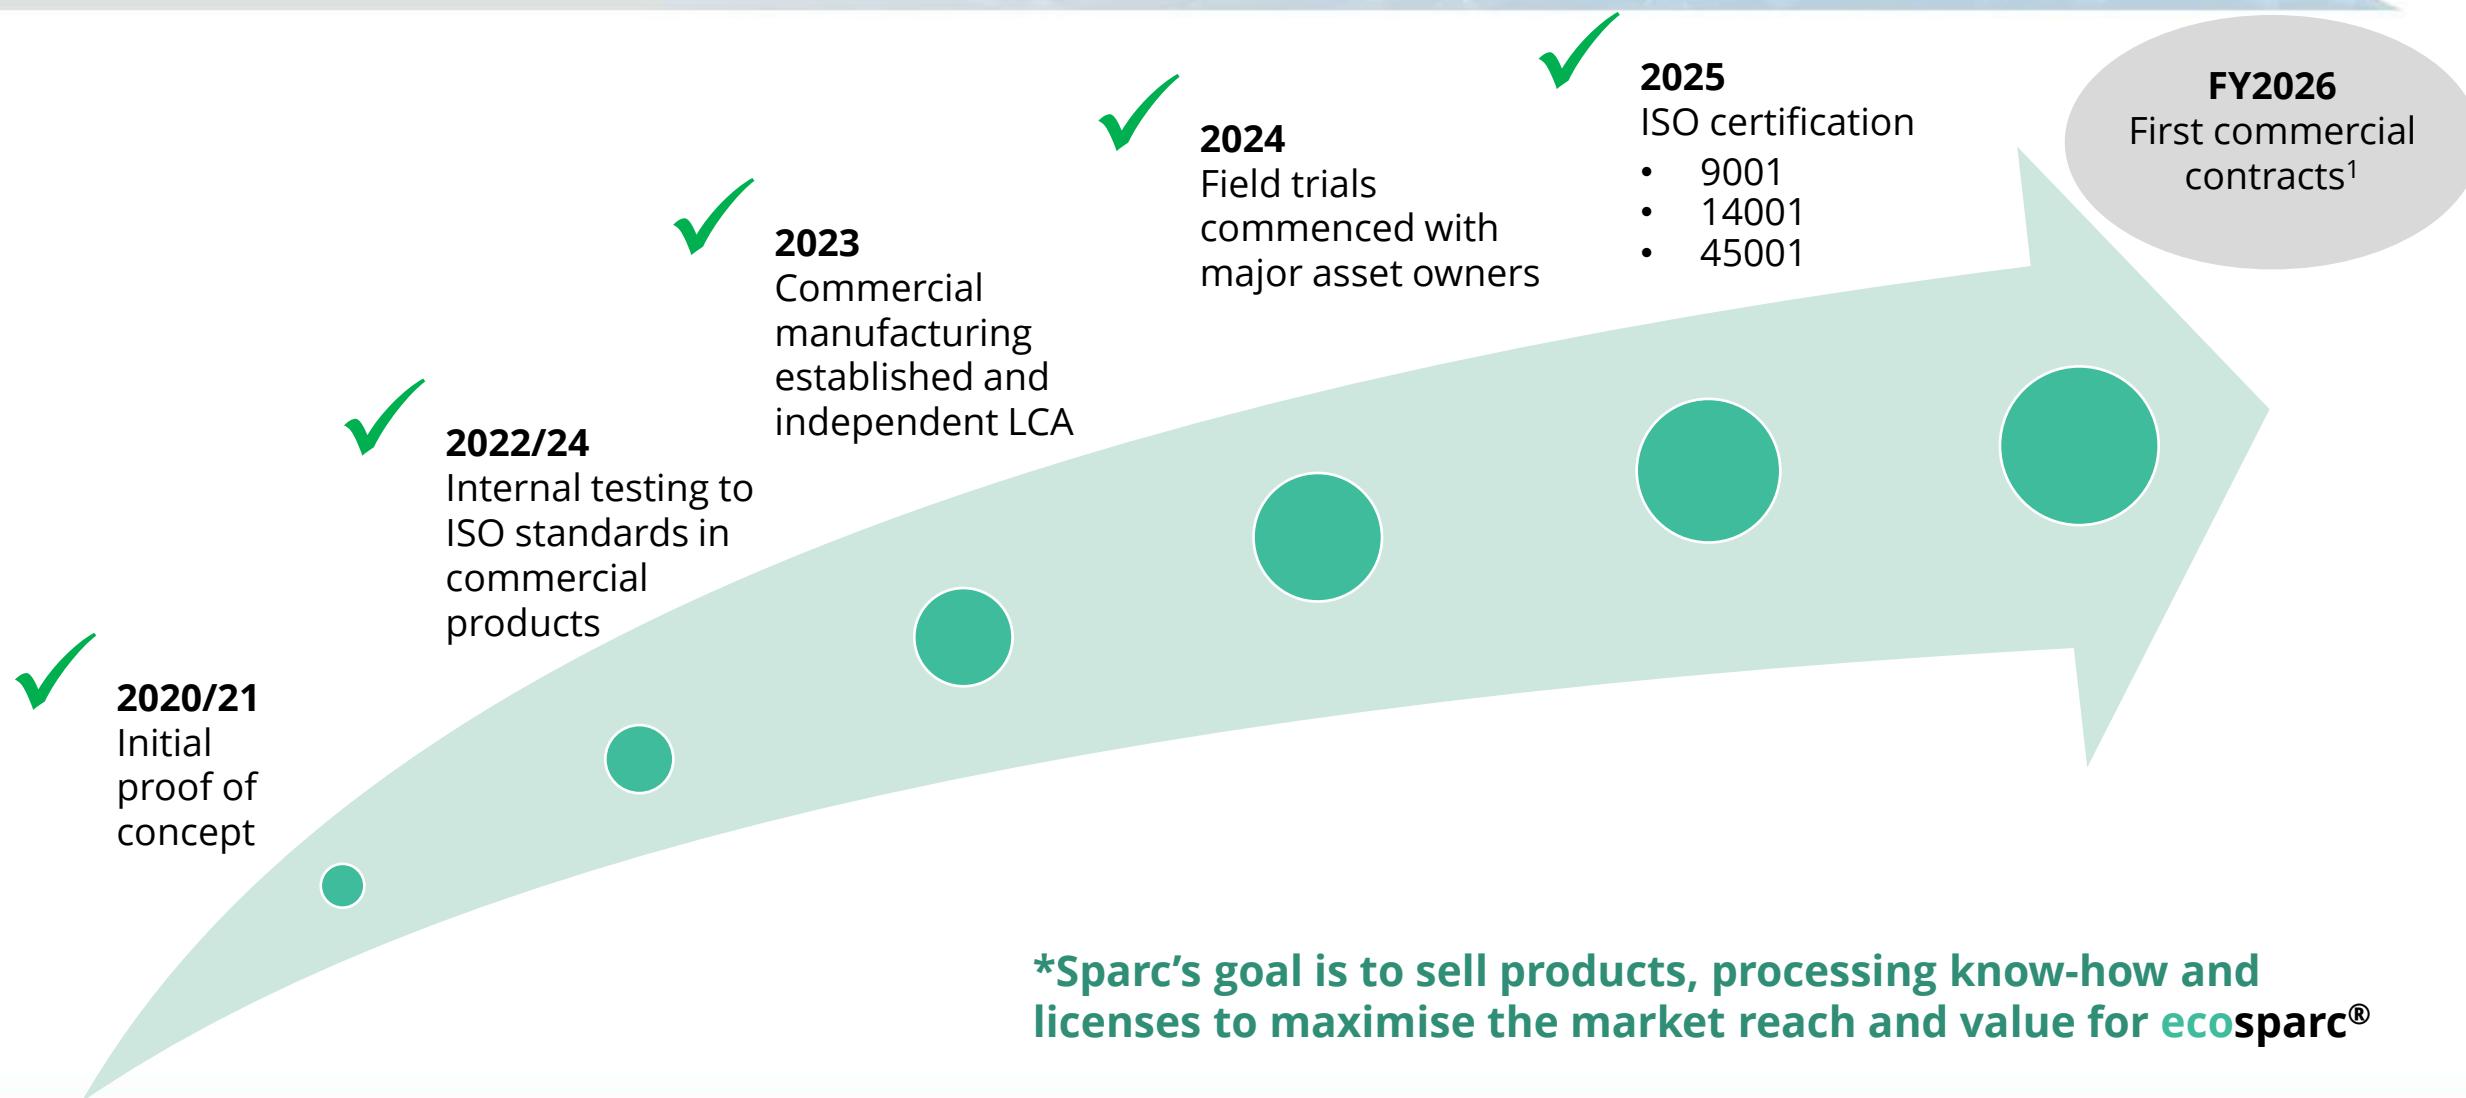 2020/21
Initial
proof of
concept
2022/24
Internal testing to
ISO standards in
commercial
products
2023
Commercial
manufacturing
established and
independent LCA
2024
Field trials
commenced with
major asset owners
2025
ISO certification
• 9001
• 14001
• 45001
FY2026
First commercial
contracts¹
*Sparc’s goal is to sell products, processing know-how and
licenses to maximise the market reach and value for ecosparc®